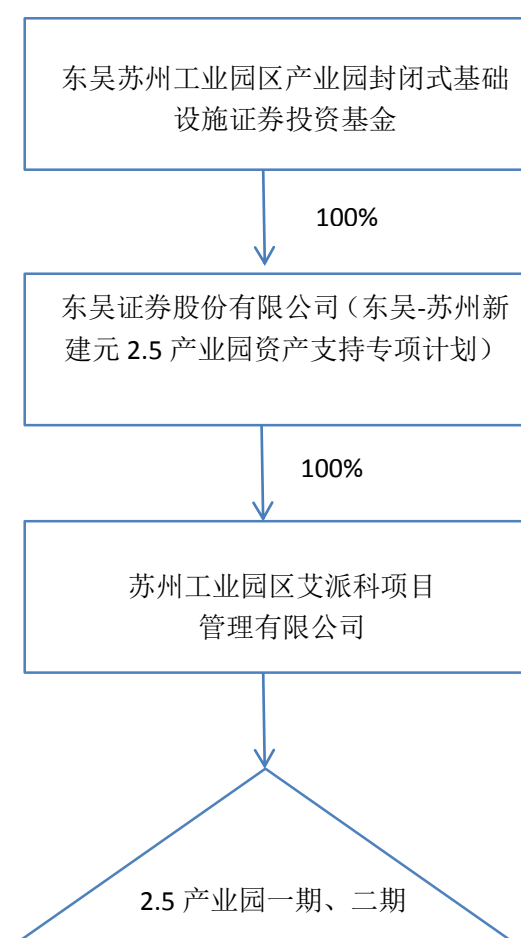 东吴苏州工业园区产业园封闭式基础
设施证券投资基金
100%
东吴证券股份有限公司（东吴-苏州新
建元 2.5 产业园资产支持专项计划）
100%
苏州工业园区艾派科项目
管理有限公司
2.5 产业园一期、二期